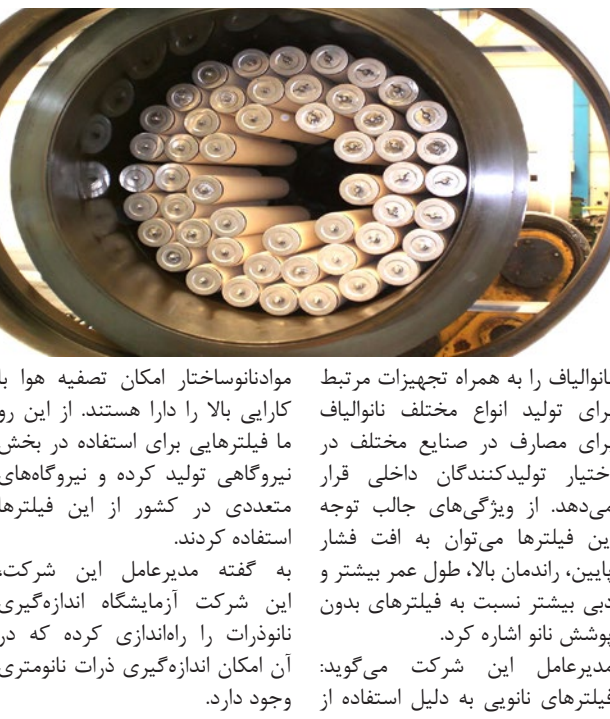 نانوالیاف را به همراه تجهیزات مرتبط
برای تولید انواع مختلف نانوالیاف
برای مصارف در صنایع مختلف در
اختیار تولیدکنندگان داخلی قرار
می‌دهد. از ویژگی‌های جالب توجه
این فیلترها می‌توان به افت فشار
پایین، راندمان بالا، طول عمر بیشتر و
دبی بیشتر نسبت به فیلترهای بدون
پوشش نانو اشاره کرد.
مدیرعامل این شرکت می‌گوید:
فیلترهای نانویی به دلیل استفاده از
موادنانوساختار امکان تصفیه هوا با
کارایی بالا را دارا هستند. از این رو
ما فیلترهایی برای استفاده در بخش
نیروگاهی تولید کرده و نیروگاه‌های
متعددی در کشور از این فیلترها
استفاده کردند.
به گفته مدیرعامل این شرکت،
این شرکت آزمایشگاه اندازه‌گیری
نانوذرات را راه‌اندازی کرده که در
آن امکان اندازه‌گیری ذرات نانومتری
وجود دارد.